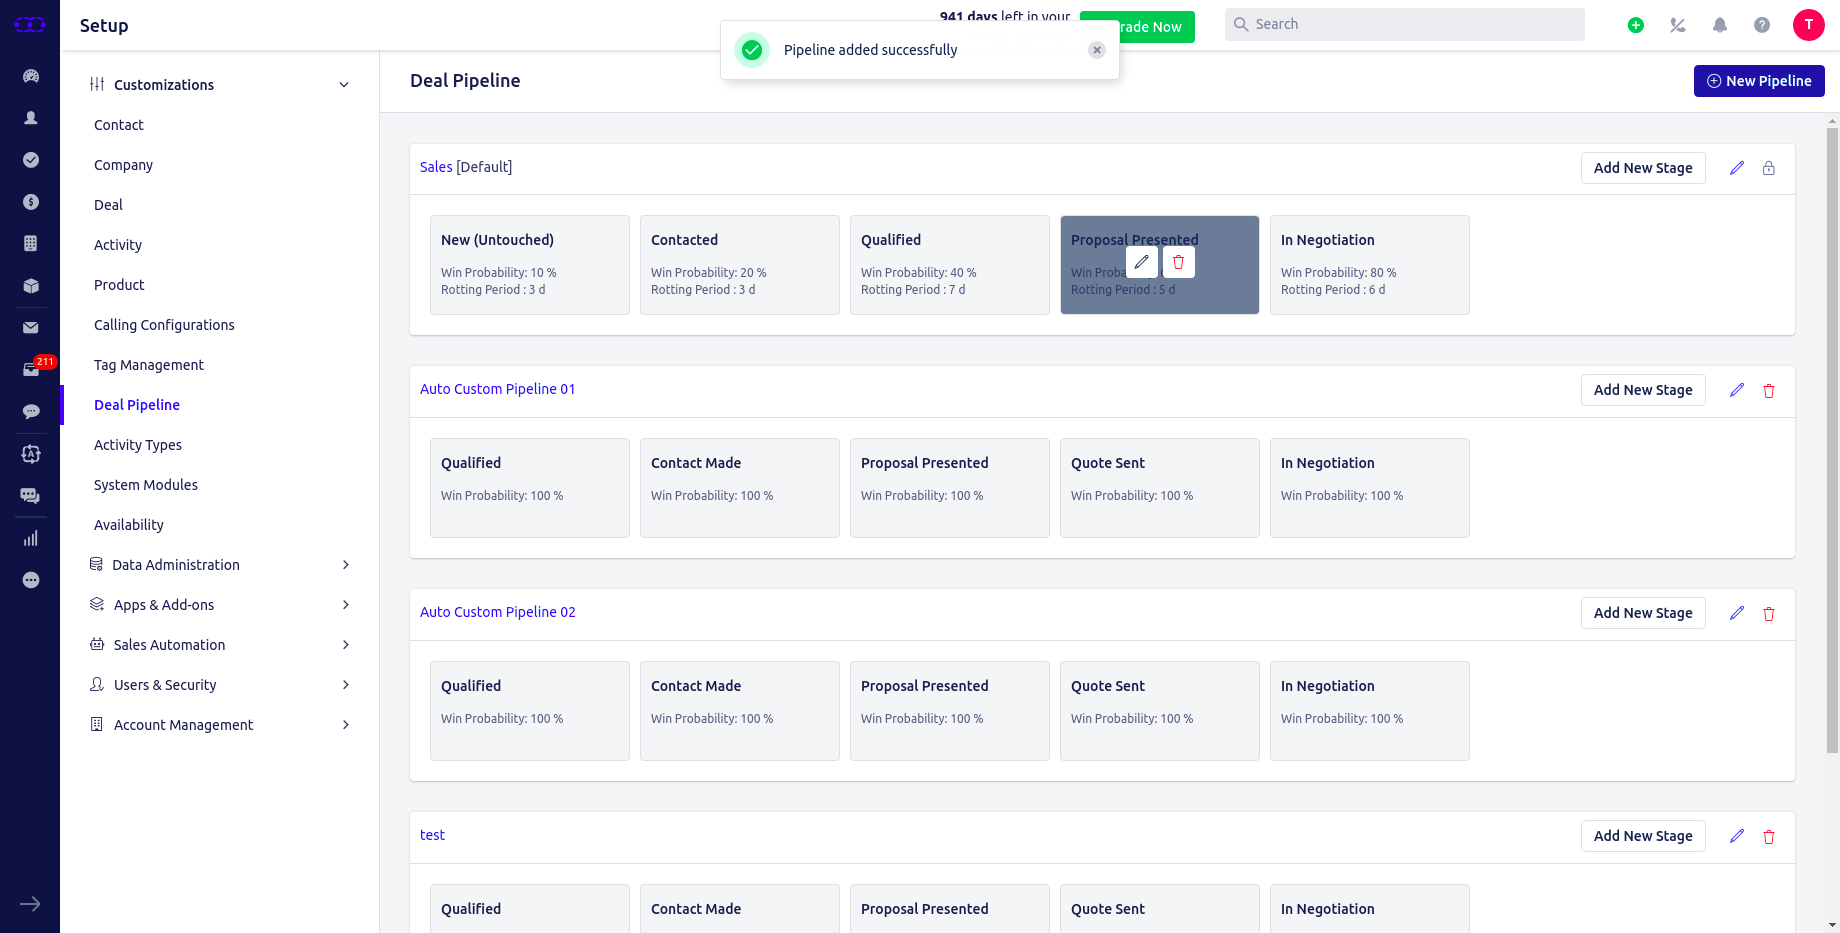 Setup
941 days left in your
rade Now
Search
T
Pipeline added successfully
211
Customizations
Contact
Company
Deal
Activity
Product
Calling Configurations
Tag Management
Deal Pipeline
Activity Types
System Modules
Availability
Data Administration
Apps & Add-ons
Sales Automation
Users & Security
Account Management
Deal Pipeline
New Pipeline
Sales [Default]
Add New Stage
New (Untouched)
Win Probability: 10 %
Rotting Period : 3 d
Contacted
Win Probability: 20 %
Rotting Period : 3 d
Qualified
Win Probability: 40 %
Rotting Period : 7 d
Proposal Presented
Win Proba
Rotting Period : 5 d
In Negotiation
Win Probability: 80 %
Rotting Period : 6 d
Auto Custom Pipeline 01
Add New Stage
Qualified
Win Probability: 100 %
Contact Made
Win Probability: 100 %
Proposal Presented
Win Probability: 100 %
Quote Sent
Win Probability: 100 %
In Negotiation
Win Probability: 100 %
Auto Custom Pipeline 02
Add New Stage
Qualified
Win Probability: 100 %
Contact Made
Win Probability: 100 %
Proposal Presented
Win Probability: 100 %
Quote Sent
Win Probability: 100 %
In Negotiation
Win Probability: 100 %
test
Add New Stage
Qualified
Contact Made
Proposal Presented
Quote Sent
In Negotiation